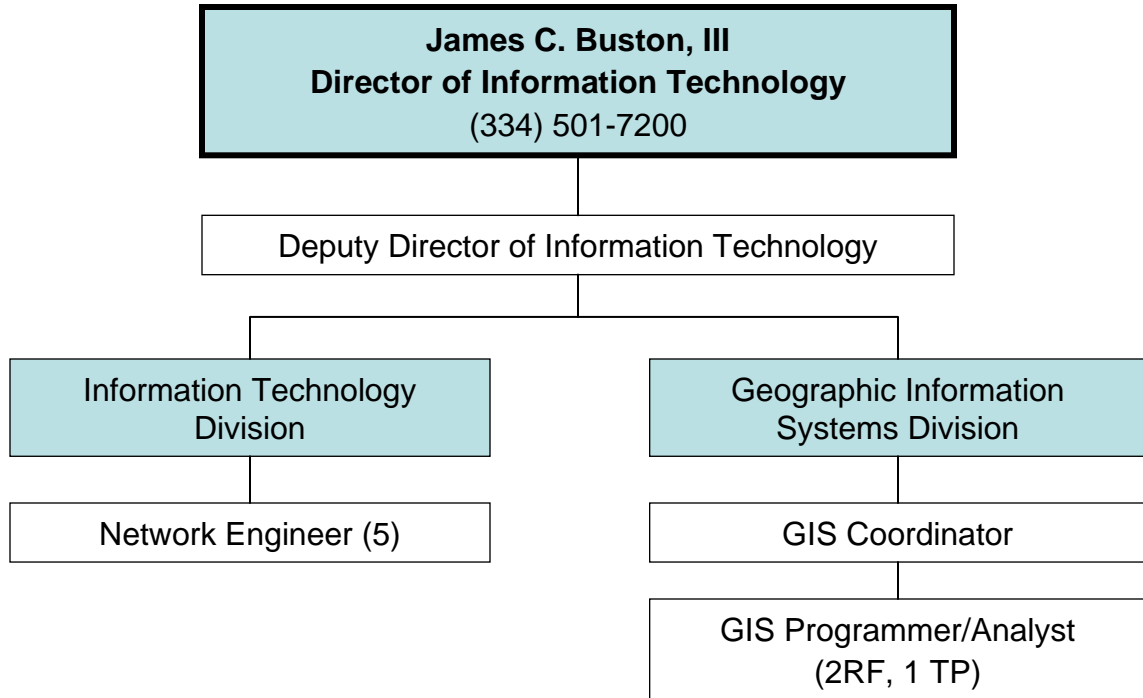 James C. Buston, III
Director of Information Technology
(334) 501-7200
Deputy Director of Information Technology
Information Technology
Division
Geographic Information
Systems Division
Network Engineer (5)
GIS Coordinator
GIS Programmer/Analyst
(2RF, 1 TP)